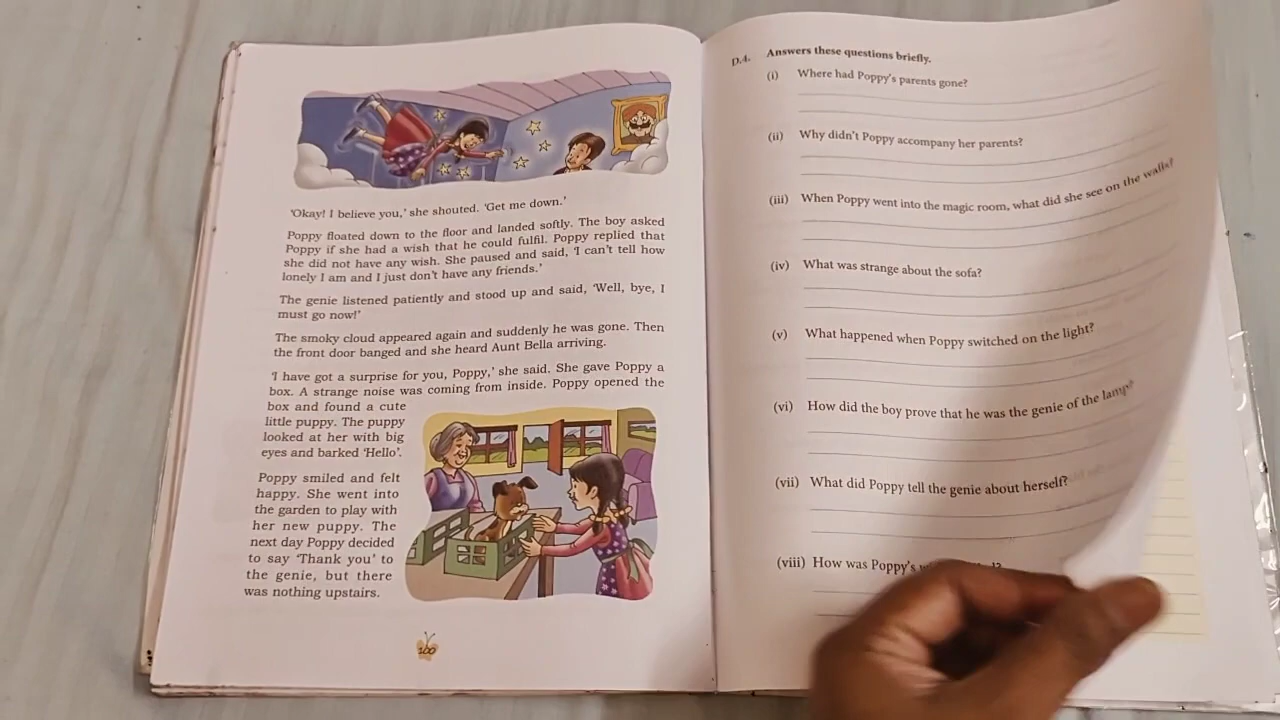 'Okay! I believe you,' she shouted. 'Get me down.'
Poppy floated down to the floor and landed softly. The boy asked
Poppy if she had a wish that he could fulfil. Poppy replied that
she did not have any wish. She paused and said, 'I can't tell how
lonely I am and I just don't have any friends.'
The genie listened patiently and stood up and said, 'Well, bye, I
must go now!'
The smoky cloud appeared again and suddenly he was gone. Then
the front door banged and she heard Aunt Bella arriving.
'I have got a surprise for you, Poppy,' she said. She gave Poppy a
box. A strange noise was coming from inside. Poppy opened the
box and found a cute
little puppy. The puppy
looked at her with big
eyes and barked 'Hello'.
Poppy smiled and felt
happy. She went into
the garden to play with
her new puppy. The
next day Poppy decided
to say 'Thank you' to
the genie, but there
was nothing upstairs.
100
D.4. Answers these questions briefly.
(i) Where had Poppy's parents gone?
(ii) Why didn't Poppy accompany her parents?
(iii) When Poppy went into the magic room, what did she see on the walls?
(iv) What was strange about the sofa?
(v) What happened when Poppy switched on the light?
(vi) How did the boy prove that he was the genie of the lamp?
(vii) What did Poppy tell the genie about herself?
(viii) How was Poppy's